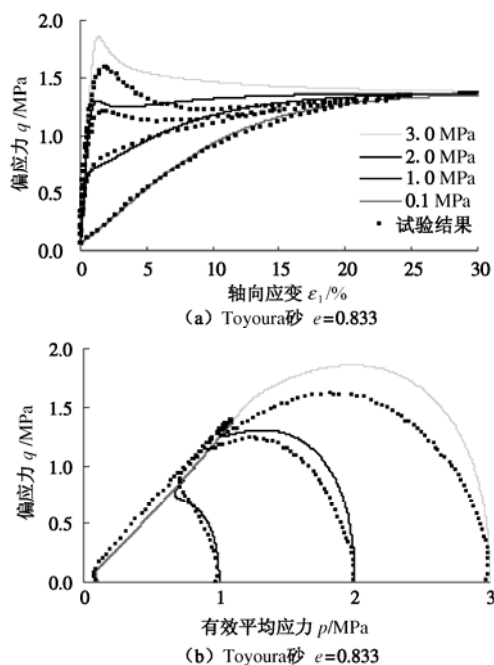 偏应力 q /MPa
2.0
1.5
1.0
0.5
0.0
3.0 MPa
2.0 MPa
1.0 MPa
0.1 MPa
试验结果
0 5 10 15 20 25 30
轴向应变 ε₁/%
(a) Toyoura砂 e=0.833
偏应力 q /MPa
2.0
1.5
1.0
0.5
0.0
0 1 2 3
有效平均应力 p/MPa
(b) Toyoura砂 e=0.833